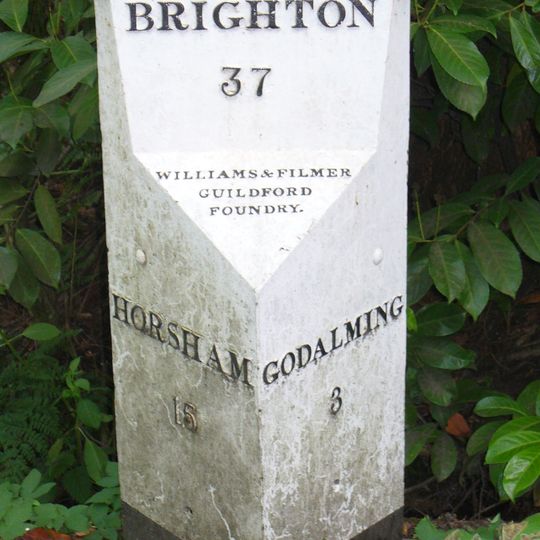 BRIGHTON
37
WILLIAMS & FILMER
GUILDFORD
FOUNDRY.
HORSHAM
15
GODALMING
3